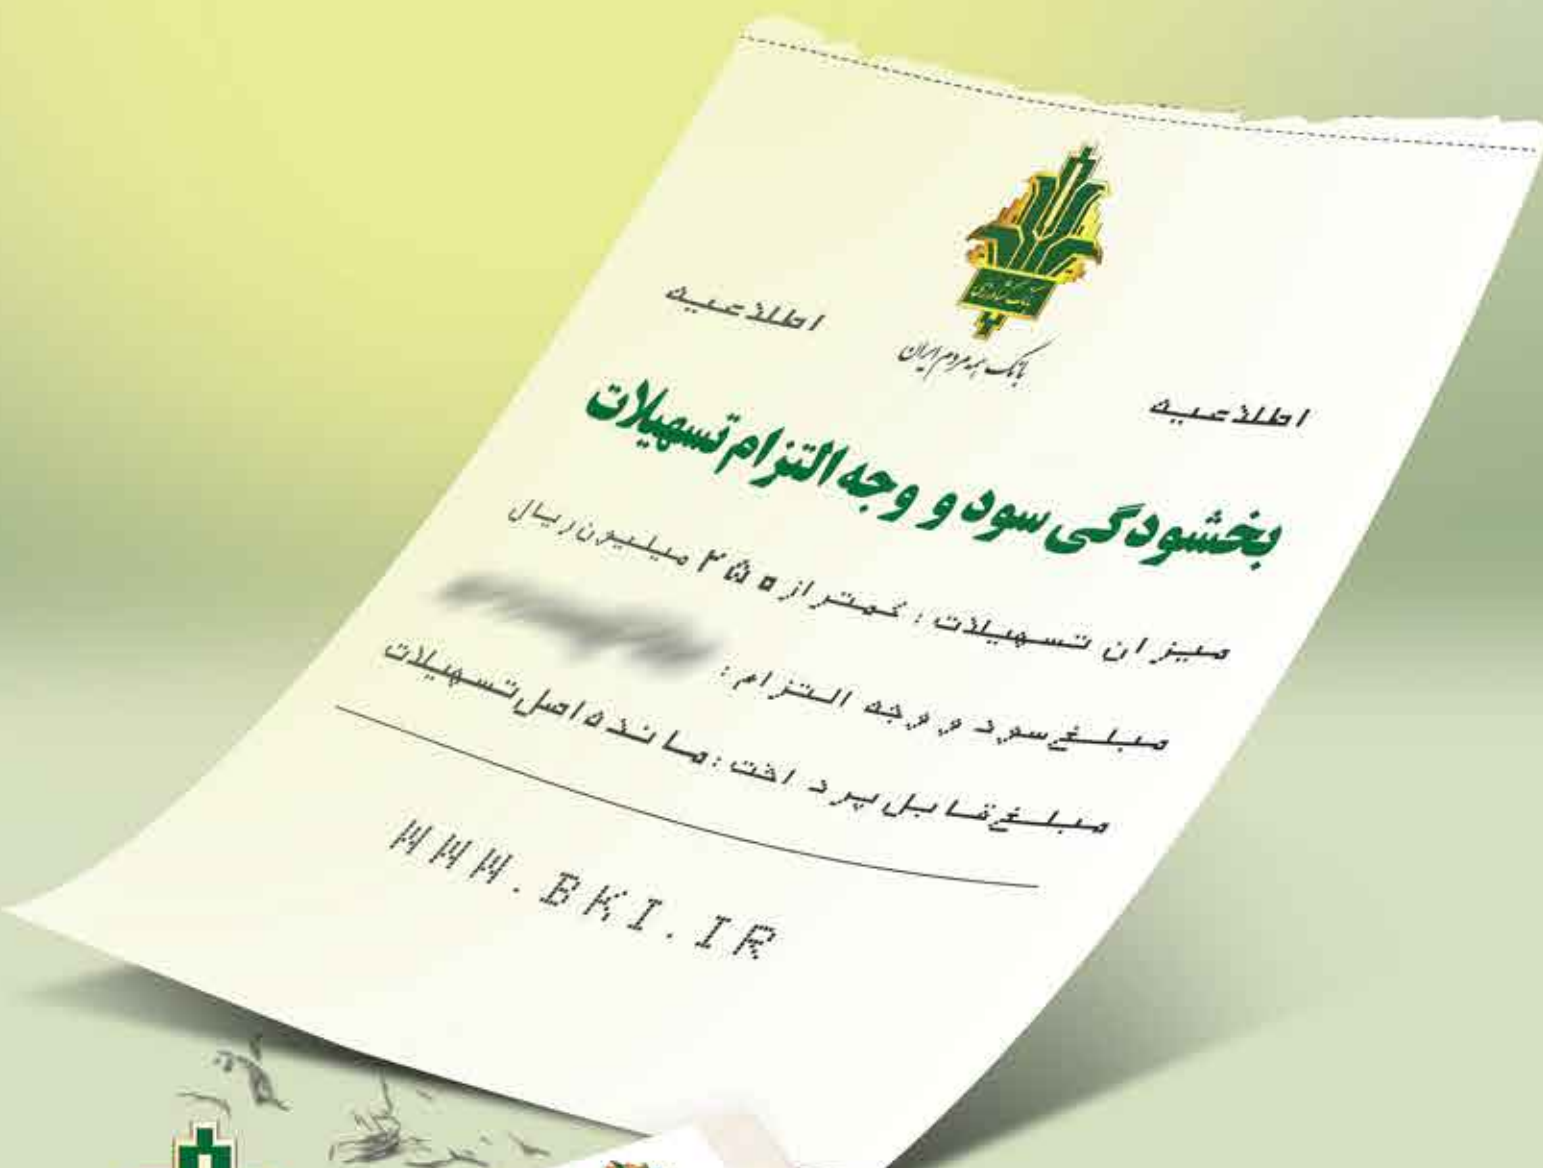 بانک کشاورزی
بانک همه مردم ایران
اطلاعیه
اطلاعیه
بخشودگی سود و وجه التزام تسهیلات
میزان تسهیلات : کمتر از ۲۵۰ میلیون ریال
مبلغ سود و وجه التزام :
مبلغ قابل پرداخت : مانده اصل تسهیلات
WWW.BKI.IR